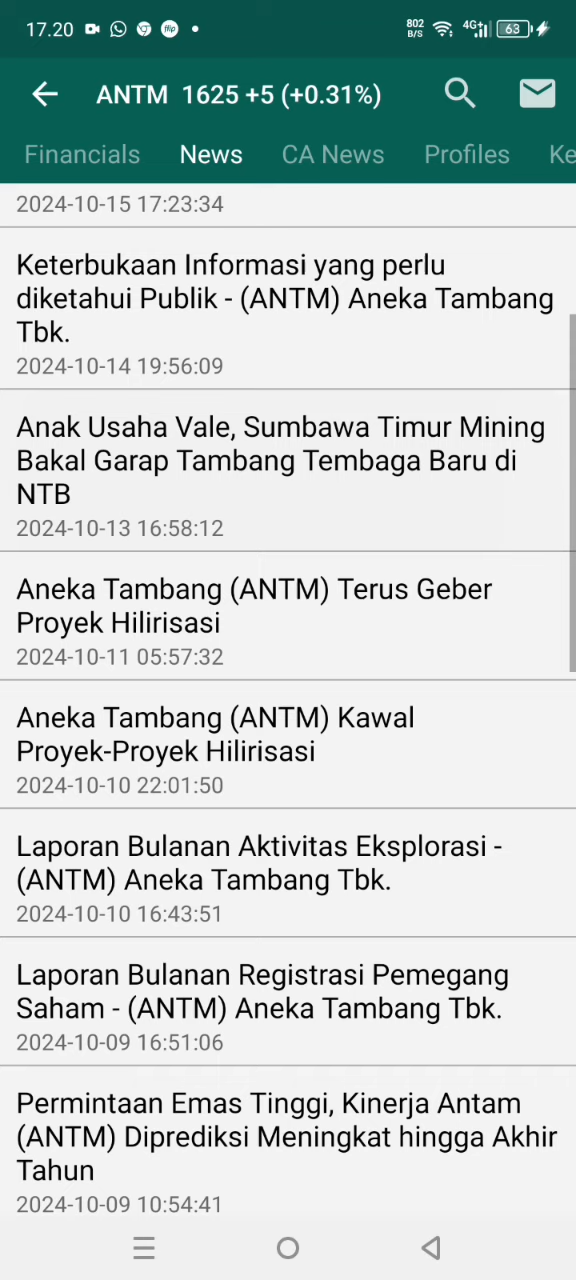 17.20
flip
802
B/S
4G+
63
ANTM 1625 +5 (+0.31%)
Financials News CA News Profiles Ke
2024-10-15 17:23:34
Keterbukaan Informasi yang perlu
diketahui Publik - (ANTM) Aneka Tambang
Tbk.
2024-10-14 19:56:09
Anak Usaha Vale, Sumbawa Timur Mining
Bakal Garap Tambang Tembaga Baru di
NTB
2024-10-13 16:58:12
Aneka Tambang (ANTM) Terus Geber
Proyek Hilirisasi
2024-10-11 05:57:32
Aneka Tambang (ANTM) Kawal
Proyek-Proyek Hilirisasi
2024-10-10 22:01:50
Laporan Bulanan Aktivitas Eksplorasi -
(ANTM) Aneka Tambang Tbk.
2024-10-10 16:43:51
Laporan Bulanan Registrasi Pemegang
Saham - (ANTM) Aneka Tambang Tbk.
2024-10-09 16:51:06
Permintaan Emas Tinggi, Kinerja Antam
(ANTM) Diprediksi Meningkat hingga Akhir
Tahun
2024-10-09 10:54:41